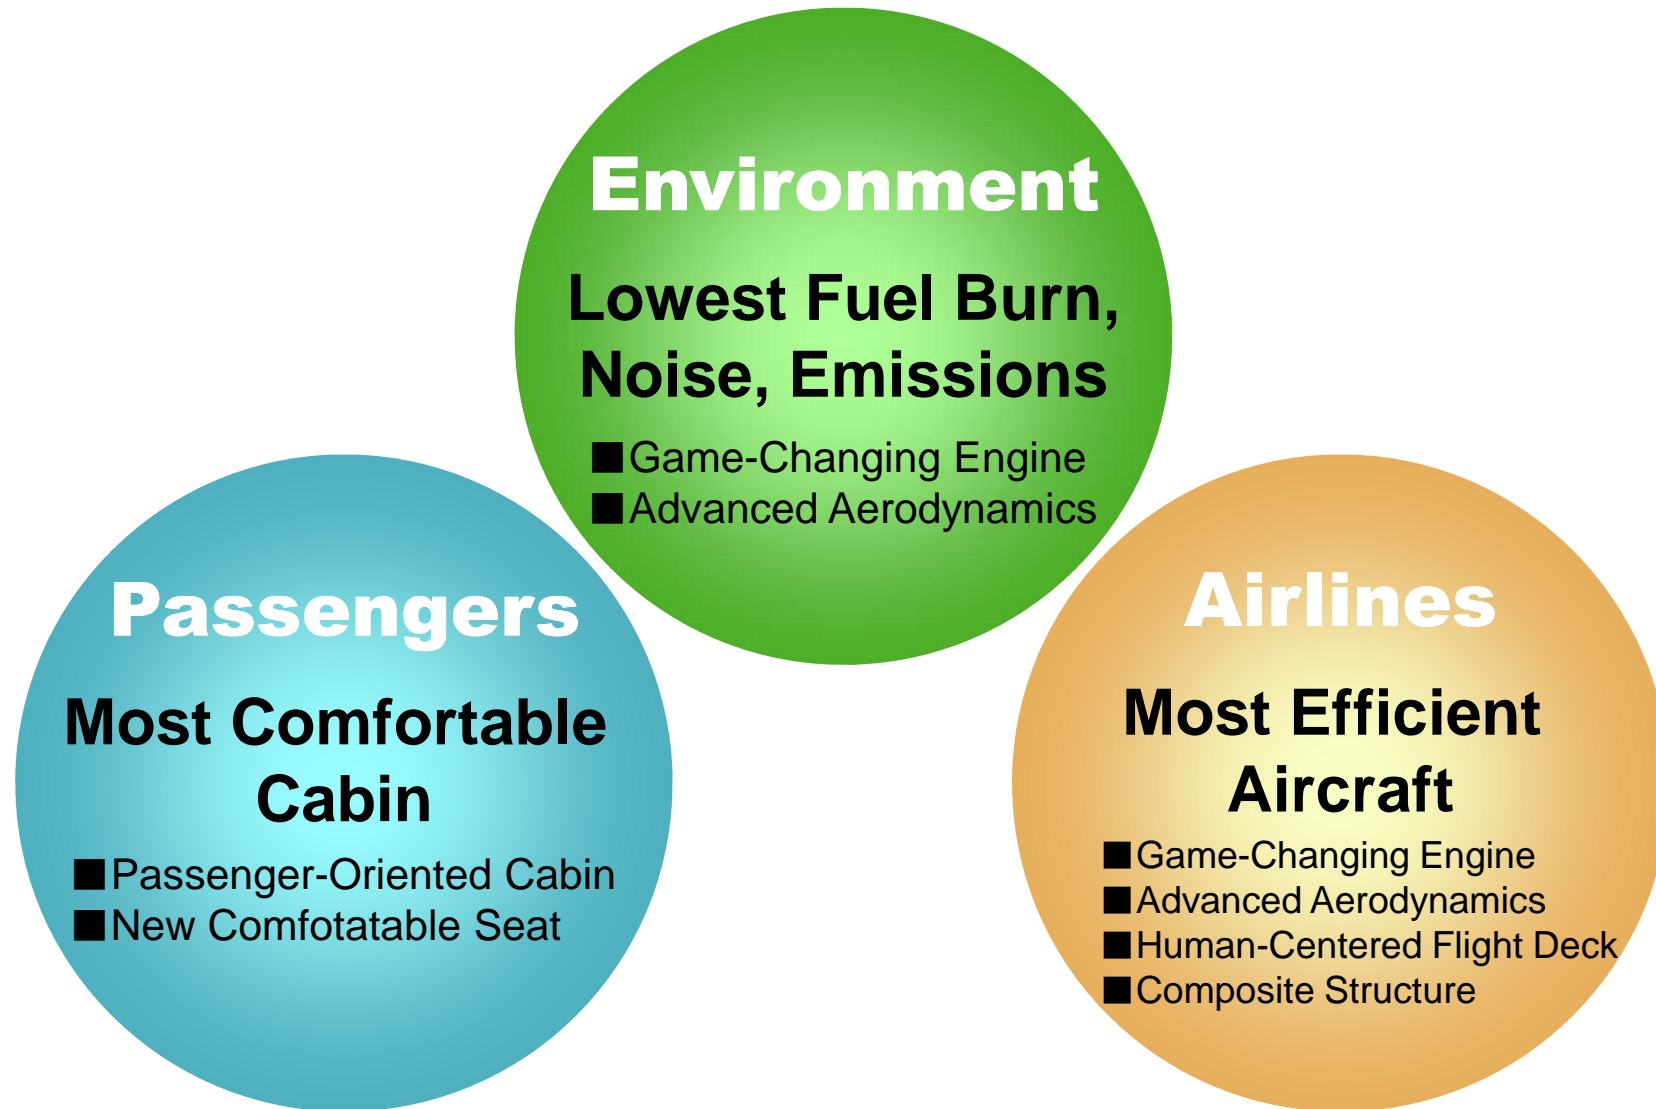 Environment
Lowest Fuel Burn,
Noise, Emissions
■Game-Changing Engine
■Advanced Aerodynamics
Passengers
Most Comfortable
Cabin
■Passenger-Oriented Cabin
■New Comfotatable Seat
Airlines
Most Efficient
Aircraft
■Game-Changing Engine
■Advanced Aerodynamics
■Human-Centered Flight Deck
■Composite Structure